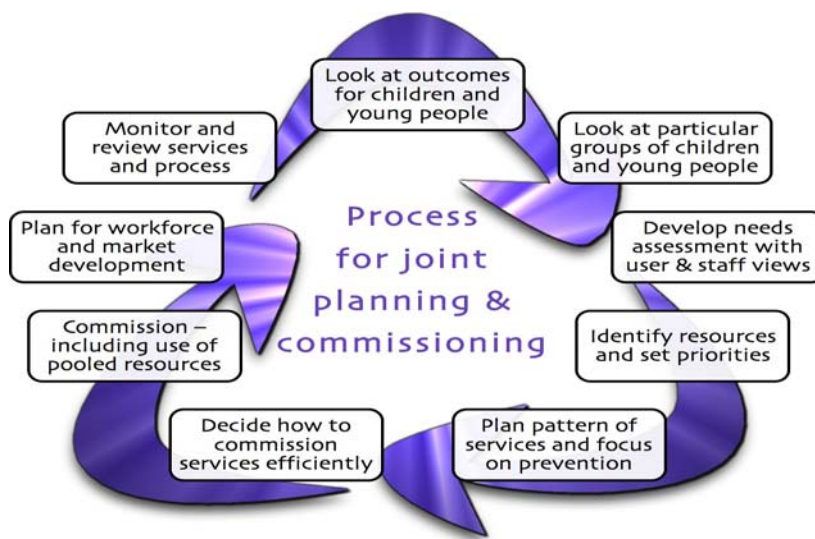 Look at outcomes
for children and
young people
Look at particular
groups of children
and young people
Develop needs
assessment with
user & staff views
Identify resources
and set priorities
Plan pattern of
services and focus
on prevention
Decide how to
commission
services efficiently
Commission –
including use of
pooled resources
Plan for workforce
and market
development
Monitor and
review services
and process
Process
for joint
planning &
commissioning